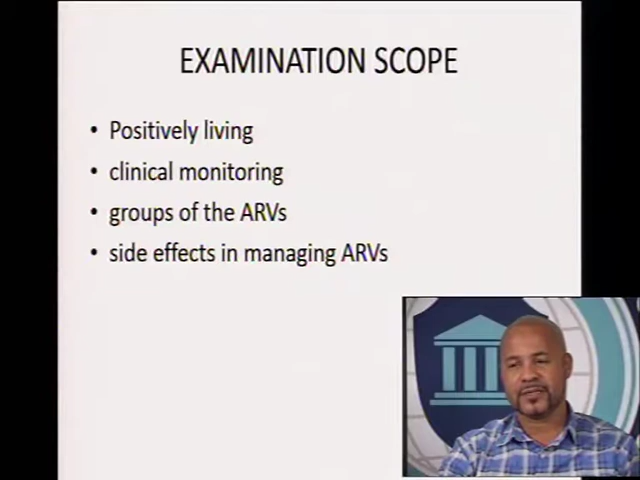 EXAMINATION SCOPE
• Positively living
• clinical monitoring
• groups of the ARVs
• side effects in managing ARVs